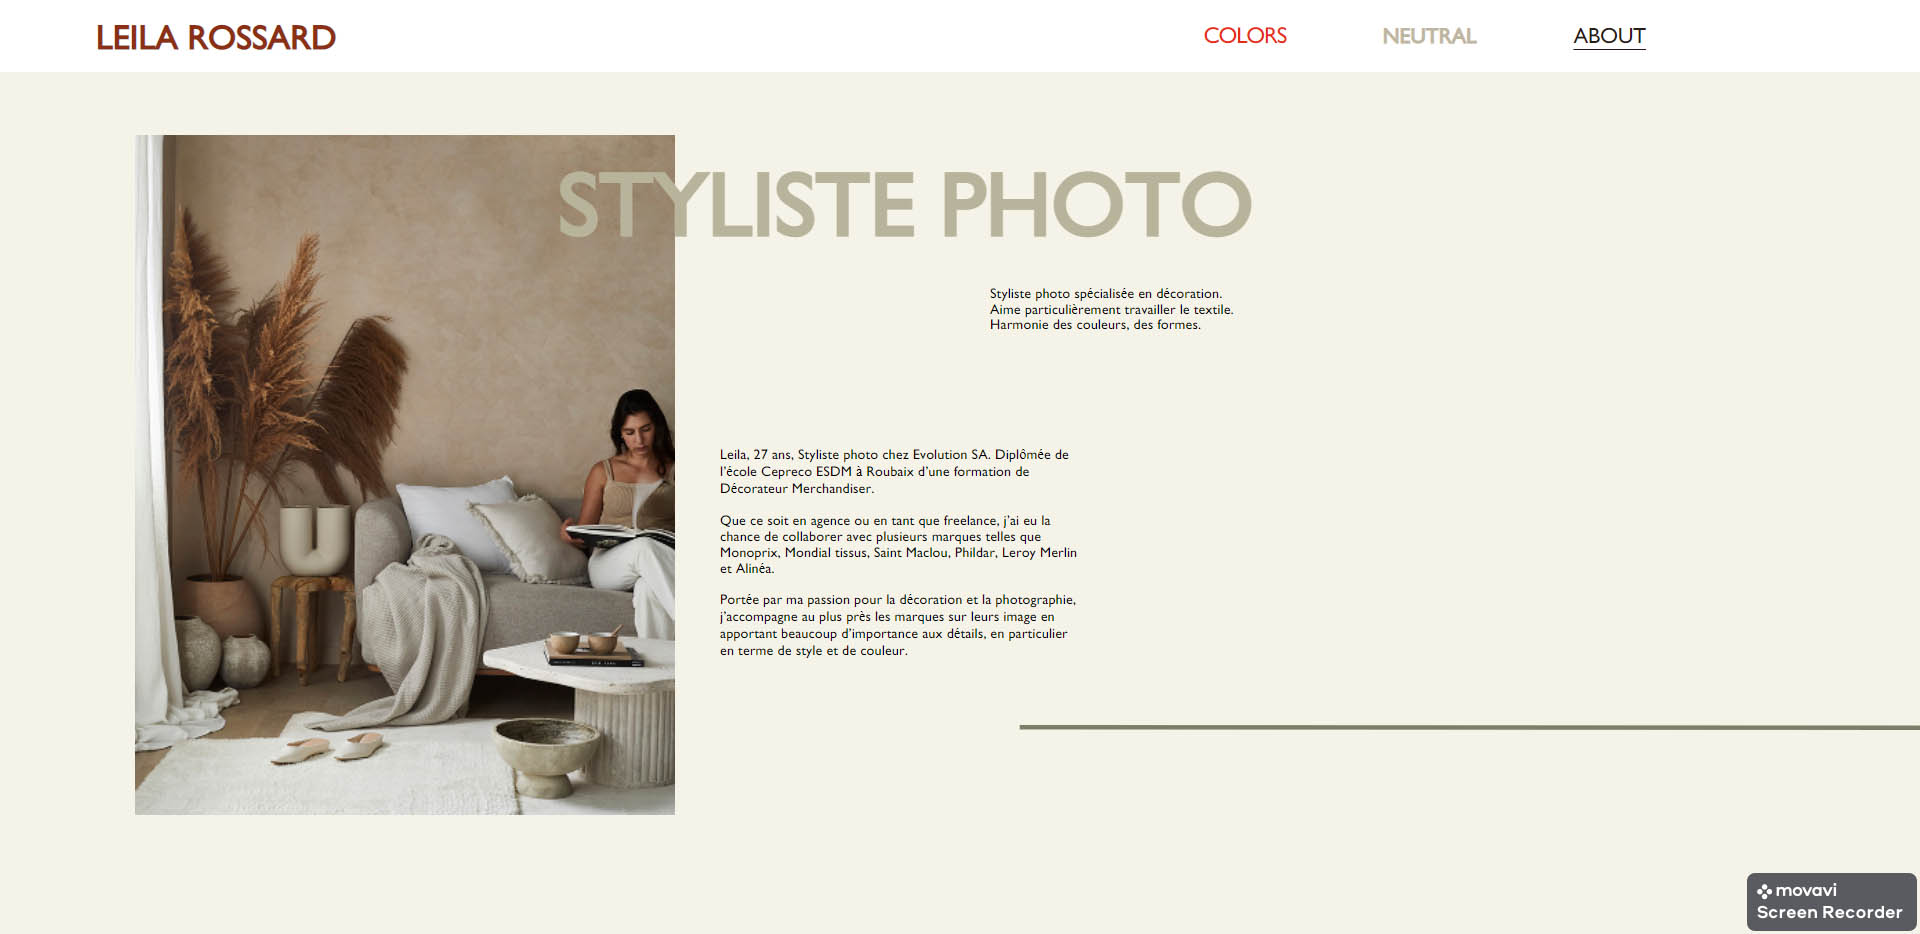 LEILA ROSSARD
COLORS
NEUTRAL
ABOUT
STYLISTE PHOTO
Styliste photo spécialisée en décoration.
Aime particulièrement travailler le textile.
Harmonie des couleurs, des formes.
Leila, 27 ans, Styliste photo chez Evolution SA. Diplômée de
l’école Cepreco ESDM à Roubaix d’une formation de
Décorateur Merchandiser.
Que ce soit en agence ou en tant que freelance, j’ai eu la
chance de collaborer avec plusieurs marques telles que
Monoprix, Mondial tissus, Saint Maclou, Phildar, Leroy Merlin
et Alinéa.
Portée par ma passion pour la décoration et la photographie,
j’accompagne au plus près les marques sur leurs image en
apportant beaucoup d’importance aux détails, en particulier
en terme de style et de couleur.
movavi
Screen Recorder